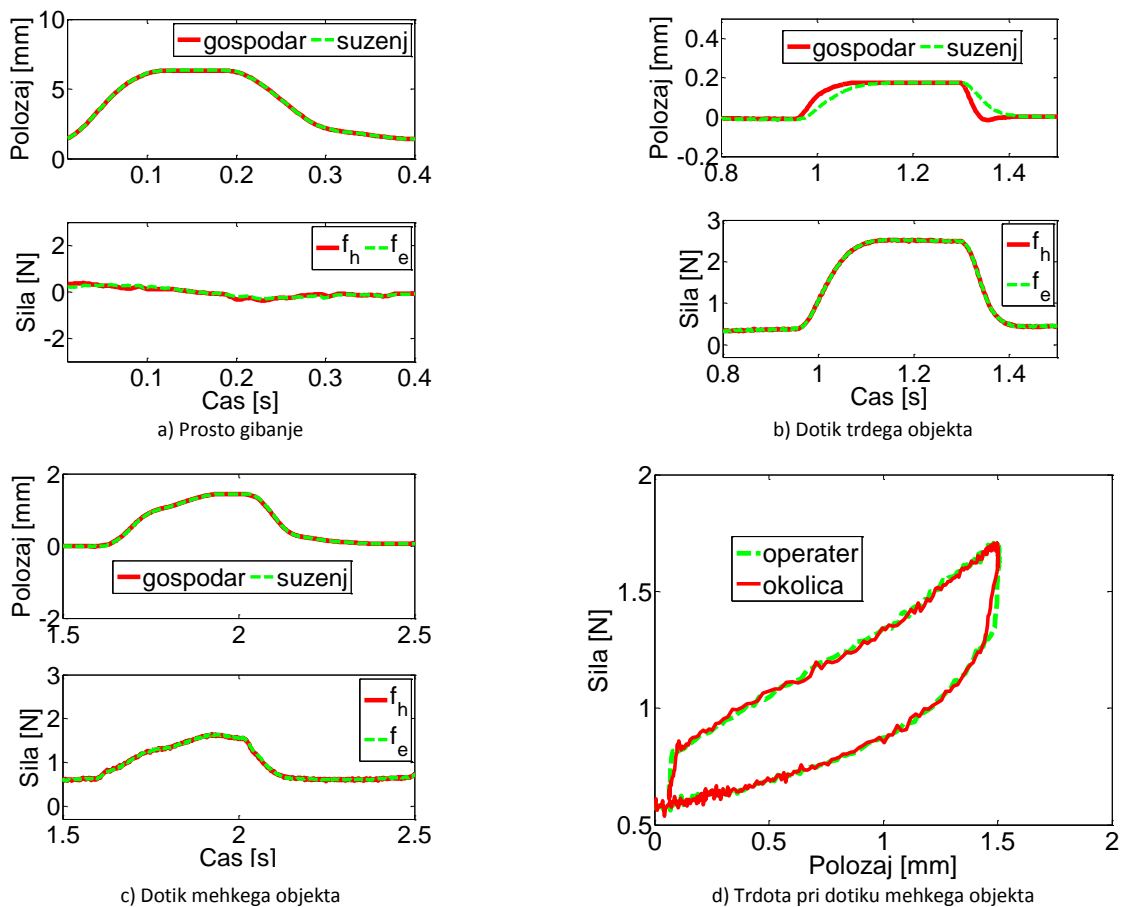 Polozaj [mm]
10
5
0
gospodar suzenj
0.1 0.2 0.3 0.4
Sila [N]
2
0
-2
f_h f_e
0.1 0.2 0.3 0.4
Cas [s]
a) Prosto gibanje
Polozaj [mm]
0.4
0.2
0
-0.2
gospodar suzenj
0.8 1 1.2 1.4
Sila [N]
3
2
1
0
f_h
f_e
0.8 1 1.2 1.4
Cas [s]
b) Dotik trdega objekta
Polozaj [mm]
2
0
-2
gospodar suzenj
1.5 2 2.5
Sila [N]
3
2
1
0
f_h
f_e
1.5 2 2.5
Cas [s]
c) Dotik mehkega objekta
Sila [N]
2
1.5
1
0.5
operater
okolica
0 0.5 1 1.5 2
Polozaj [mm]
d) Trdota pri dotiku mehkega objekta